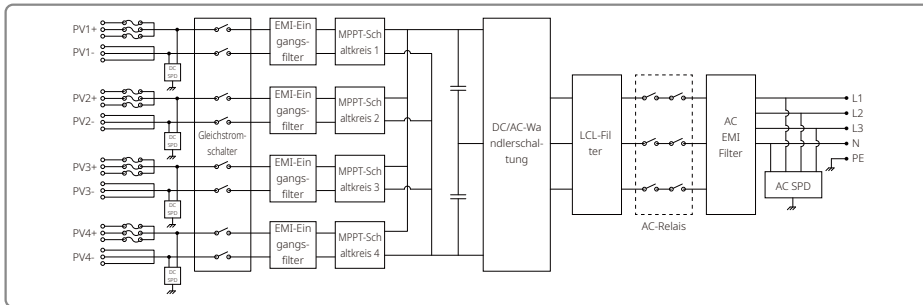 PV1+
PV1-
DC
SPD
EMI-Ein
gangs-
filter
MPPT-Sch
altkreis 1
PV2+
PV2-
DC
SPD
EMI-Ein
gangs-
filter
MPPT-Sch
altkreis 2
Gleichstrom-
schalter
PV3+
PV3-
DC
SPD
EMI-Ein
gangs-
filter
MPPT-Sch
altkreis 3
PV4+
PV4-
DC
SPD
EMI-Ein
gangs-
filter
MPPT-Sch
altkreis 4
DC/AC-Wa
ndlerschal-
tung
LCL-Fil
ter
AC-Relais
AC
EMI
Filter
L1
L2
L3
N
PE
AC SPD